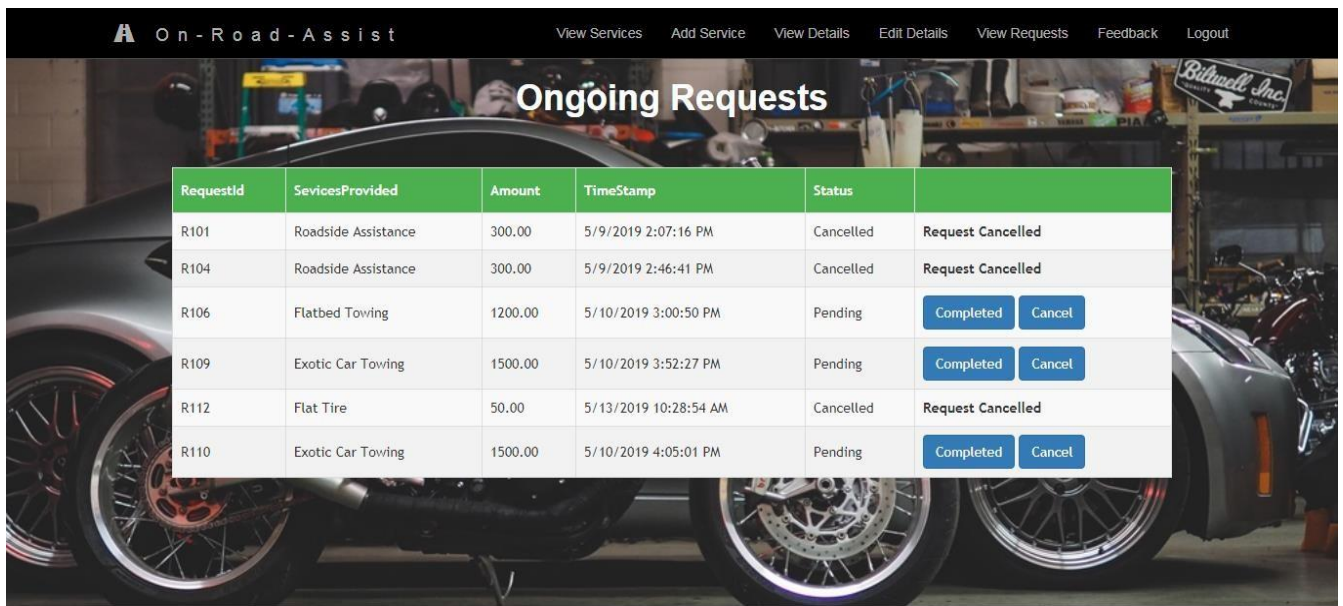 On-Road-Assist View Services Add Service View Details Edit Details View Requests Feedback Logout
Ongoing Requests
Biltwell Inc.
RequestId SevicesProvided Amount TimeStamp Status
R101 Roadside Assistance 300.00 5/9/2019 2:07:16 PM Cancelled Request Cancelled
R104 Roadside Assistance 300.00 5/9/2019 2:46:41 PM Cancelled Request Cancelled
R106 Flatbed Towing 1200.00 5/10/2019 3:00:50 PM Pending Completed Cancel
R109 Exotic Car Towing 1500.00 5/10/2019 3:52:27 PM Pending Completed Cancel
R112 Flat Tire 50.00 5/13/2019 10:28:54 AM Cancelled Request Cancelled
R110 Exotic Car Towing 1500.00 5/10/2019 4:05:01 PM Pending Completed Cancel